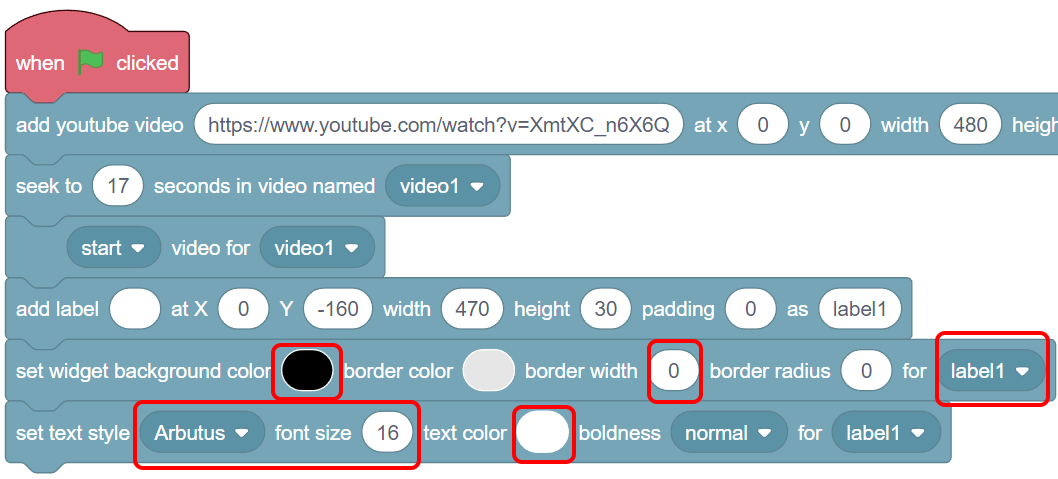 when clicked
add youtube video https://www.youtube.com/watch?v=XmtXC_n6X6Q at x 0 y 0 width 480
seek to 17 seconds in video named video1
start video for video1
add label at X 0 Y -160 width 470 height 30 padding 0 as label1
set widget background color border color border width 0 border radius 0 for label1
set text style Arbutus font size 16 text color boldness normal for label1